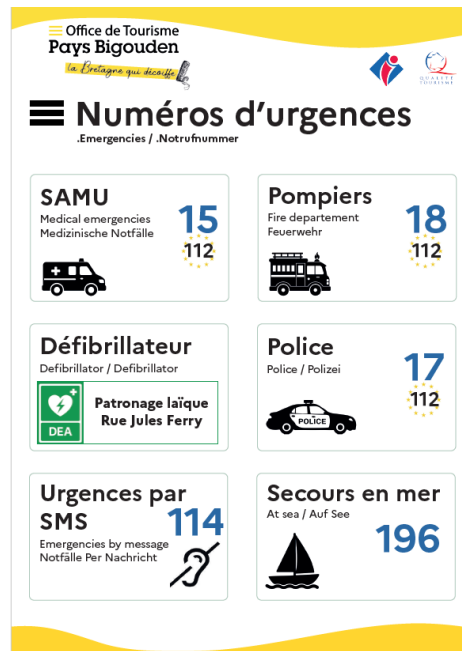 Office de Tourisme
Pays Bigouden
la Bretagne qui décoiffe
QUALITÉ
TOURISME
Numéros d’urgences
.Emergencies / .Notrufnummer
SAMU
Medical emergencies
Medizinische Notfälle
15
112
Pompiers
Fire departement
Feuerwehr
18
112
Défibrillateur
Defibrillator / Defibrillator
DEA
Patronage laïque
Rue Jules Ferry
Police
Police / Polizei
17
112
POLICE
Urgences par
SMS
114
Emergencies by message
Notfälle Per Nachricht
Secours en mer
At sea / Auf See
196